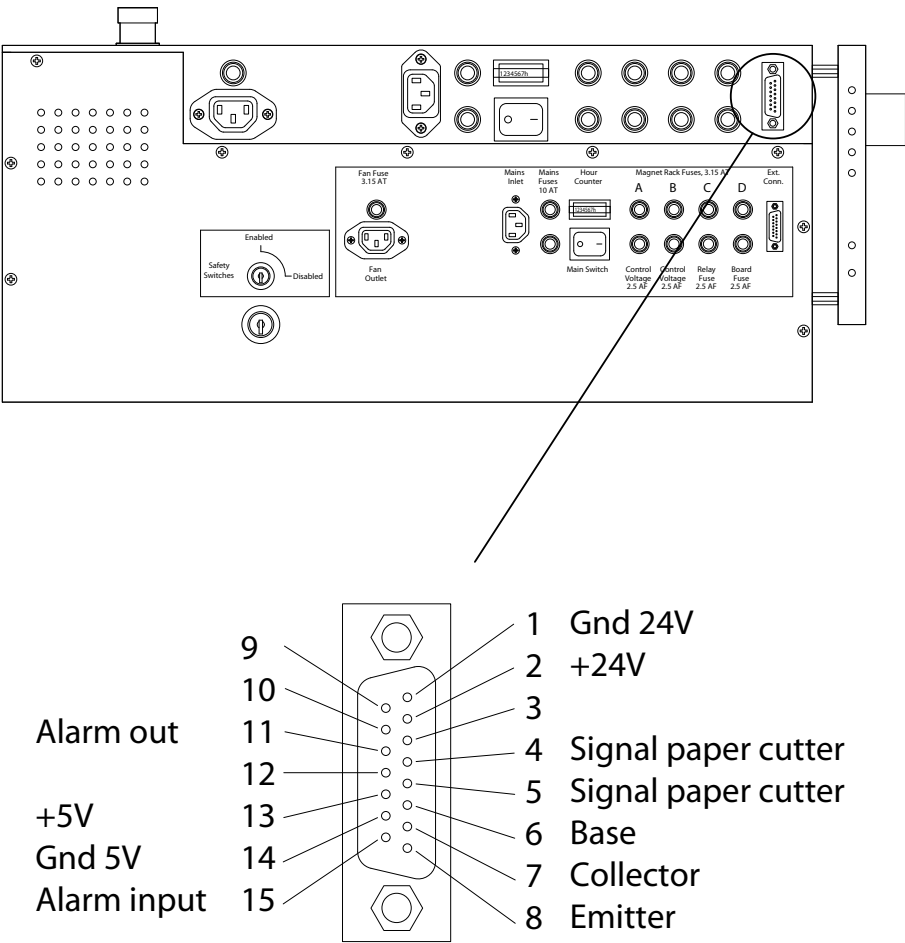 1234567h
Fan Fuse
3.15 AT
Mains
Inlet
Mains
Fuses
10 AT
Hour
Counter
Magnet Rack Fuses, 3.15 AT
A B C D
Ext.
Conn.
1234567h
Enabled
Safety
Switches
Disabled
Fan
Outlet
Main Switch
Control
Voltage
2.5 AF
Control
Voltage
2.5 AF
Relay
Fuse
2.5 AF
Board
Fuse
2.5 AF
1 Gnd 24V
2 +24V
3
4 Signal paper cutter
5 Signal paper cutter
6 Base
7 Collector
8 Emitter
9
10
Alarm out 11
12
+5V 13
Gnd 5V 14
Alarm input 15